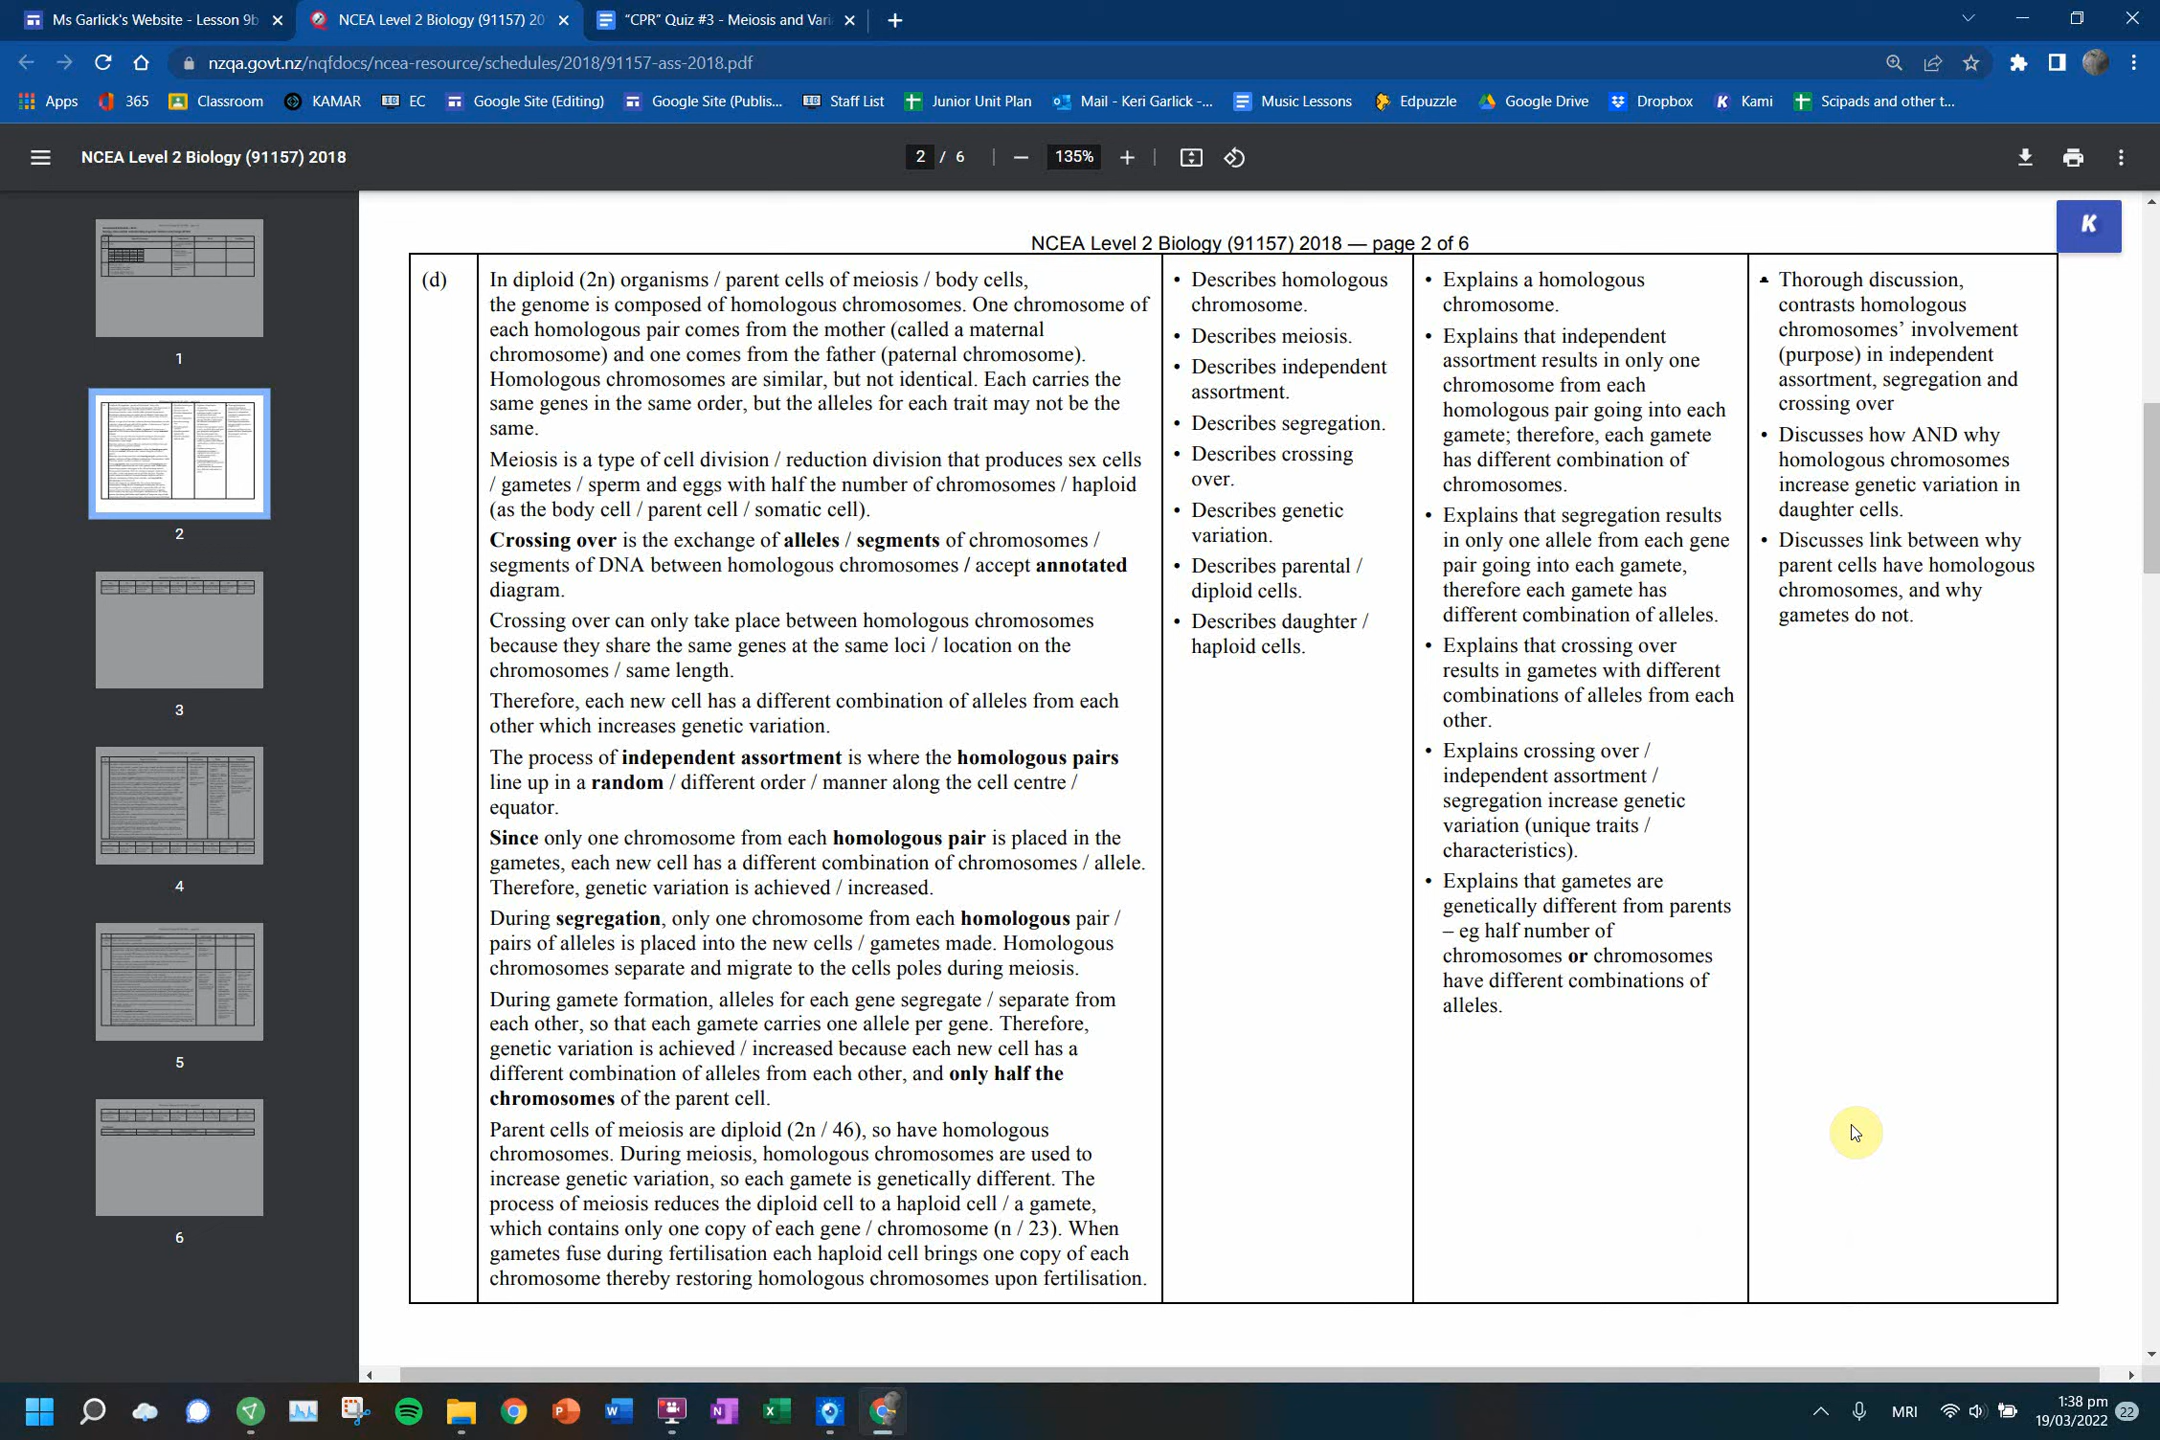 Ms Garlick's Website - Lesson 9b
NCEA Level 2 Biology (91157) 20
"CPR" Quiz #3 - Meiosis and Vari
nzqa.govt.nz/nqfdocs/ncea-resource/schedules/2018/91157-ass-2018.pdf
Apps
365
Classroom
KAMAR
EC
Google Site (Editing)
Google Site (Publis...
Staff List
Junior Unit Plan
Mail - Keri Garlick -...
Music Lessons
Edpuzzle
Google Drive
Dropbox
Kami
Scipads and other t...
NCEA Level 2 Biology (91157) 2018
2 / 6
135%
1
2
3
4
5
6
K
NCEA Level 2 Biology (91157) 2018 — page 2 of 6
(d)
In diploid (2n) organisms / parent cells of meiosis / body cells,
the genome is composed of homologous chromosomes. One chromosome of
each homologous pair comes from the mother (called a maternal
chromosome) and one comes from the father (paternal chromosome).
Homologous chromosomes are similar, but not identical. Each carries the
same genes in the same order, but the alleles for each trait may not be the
same.
Meiosis is a type of cell division / reduction division that produces sex cells
/ gametes / sperm and eggs with half the number of chromosomes / haploid
(as the body cell / parent cell / somatic cell).
Crossing over is the exchange of alleles / segments of chromosomes /
segments of DNA between homologous chromosomes / accept annotated
diagram.
Crossing over can only take place between homologous chromosomes
because they share the same genes at the same loci / location on the
chromosomes / same length.
Therefore, each new cell has a different combination of alleles from each
other which increases genetic variation.
The process of independent assortment is where the homologous pairs
line up in a random / different order / manner along the cell centre /
equator.
Since only one chromosome from each homologous pair is placed in the
gametes, each new cell has a different combination of chromosomes / allele.
Therefore, genetic variation is achieved / increased.
During segregation, only one chromosome from each homologous pair /
pairs of alleles is placed into the new cells / gametes made. Homologous
chromosomes separate and migrate to the cells poles during meiosis.
During gamete formation, alleles for each gene segregate / separate from
each other, so that each gamete carries one allele per gene. Therefore,
genetic variation is achieved / increased because each new cell has a
different combination of alleles from each other, and only half the
chromosomes of the parent cell.
Parent cells of meiosis are diploid (2n / 46), so have homologous
chromosomes. During meiosis, homologous chromosomes are used to
increase genetic variation, so each gamete is genetically different. The
process of meiosis reduces the diploid cell to a haploid cell / a gamete,
which contains only one copy of each gene / chromosome (n / 23). When
gametes fuse during fertilisation each haploid cell brings one copy of each
chromosome thereby restoring homologous chromosomes upon fertilisation.
• Describes homologous
chromosome.
• Describes meiosis.
• Describes independent
assortment.
• Describes segregation.
• Describes crossing
over.
• Describes genetic
variation.
• Describes parental /
diploid cells.
• Describes daughter /
haploid cells.
• Explains a homologous
chromosome.
• Explains that independent
assortment results in only one
chromosome from each
homologous pair going into each
gamete; therefore, each gamete
has different combination of
chromosomes.
• Explains that segregation results
in only one allele from each gene
pair going into each gamete,
therefore each gamete has
different combination of alleles.
• Explains that crossing over
results in gametes with different
combinations of alleles from each
other.
• Explains crossing over /
independent assortment /
segregation increase genetic
variation (unique traits /
characteristics).
• Explains that gametes are
genetically different from parents
– eg half number of
chromosomes or chromosomes
have different combinations of
alleles.
Thorough discussion,
contrasts homologous
chromosomes' involvement
(purpose) in independent
assortment, segregation and
crossing over
• Discusses how AND why
homologous chromosomes
increase genetic variation in
daughter cells.
• Discusses link between why
parent cells have homologous
chromosomes, and why
gametes do not.
MRI
1:38 pm
19/03/2022
22